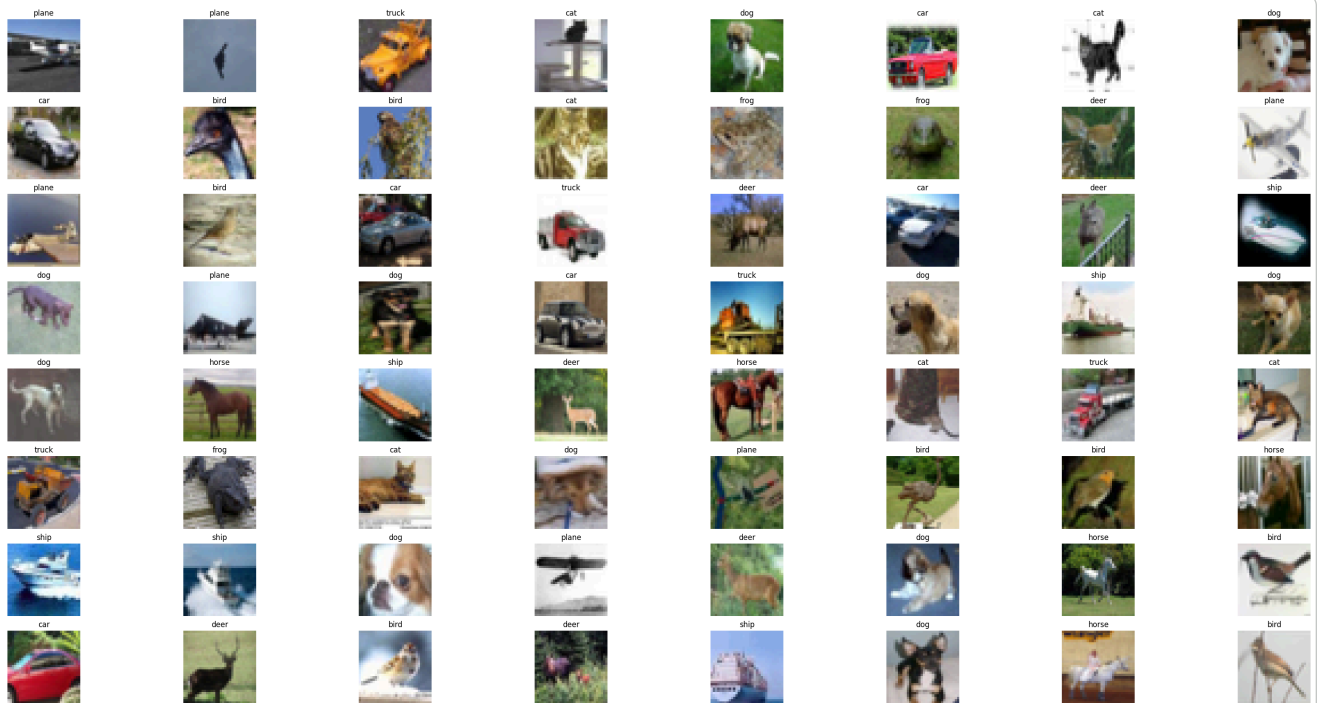 plane plane truck cat dog car cat dog
car bird bird cat frog frog deer plane
plane bird car truck deer car deer ship
dog plane dog car truck dog ship dog
dog horse ship deer horse cat truck cat
truck frog cat dog plane bird bird horse
ship ship dog plane deer dog horse bird
car deer bird deer ship dog horse bird